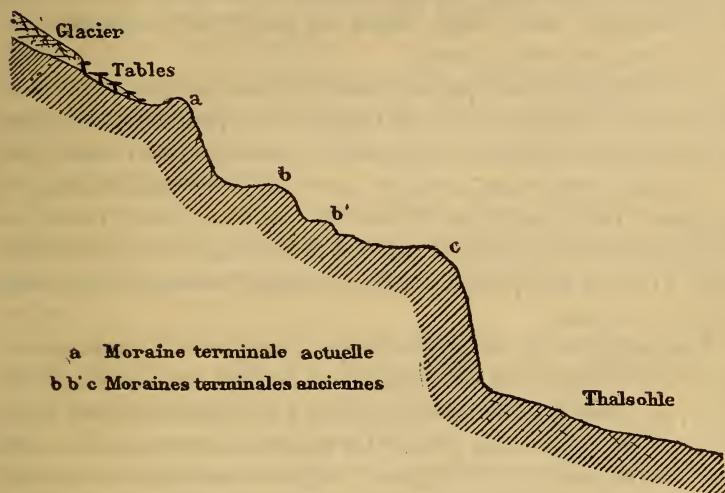 Glacier
Tables
a
b
b'
c
a Moraine terminale actuelle
b b' c Moraines terminales anciennes
Thalsohle